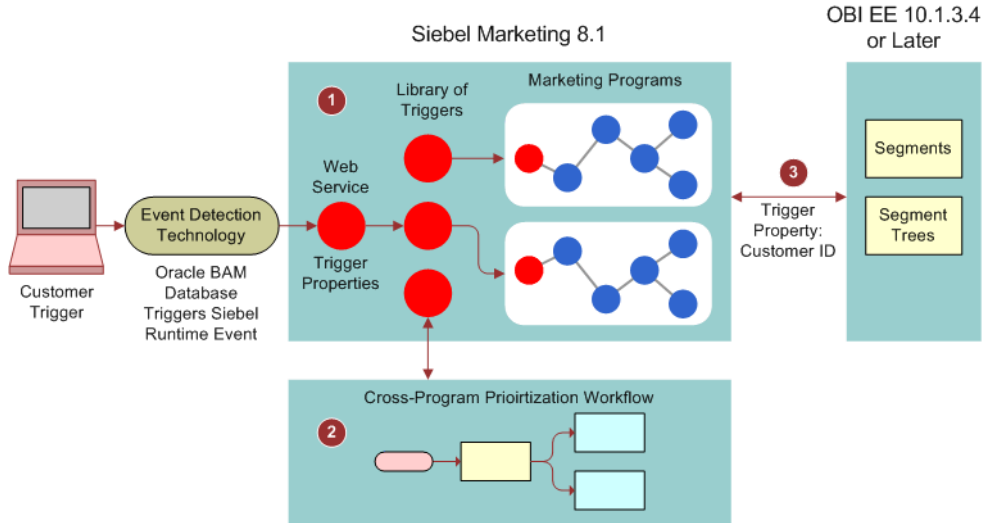 OBI EE 10.1.3.4
or Later
Siebel Marketing 8.1
1
Library of
Triggers
Marketing Programs
Web
Service
Trigger
Properties
Event Detection
Technology
Customer
Trigger
Oracle BAM
Database
Triggers Siebel
Runtime Event
3
Trigger
Property:
Customer ID
Segments
Segment
Trees
Cross-Program Prioirtization Workflow
2